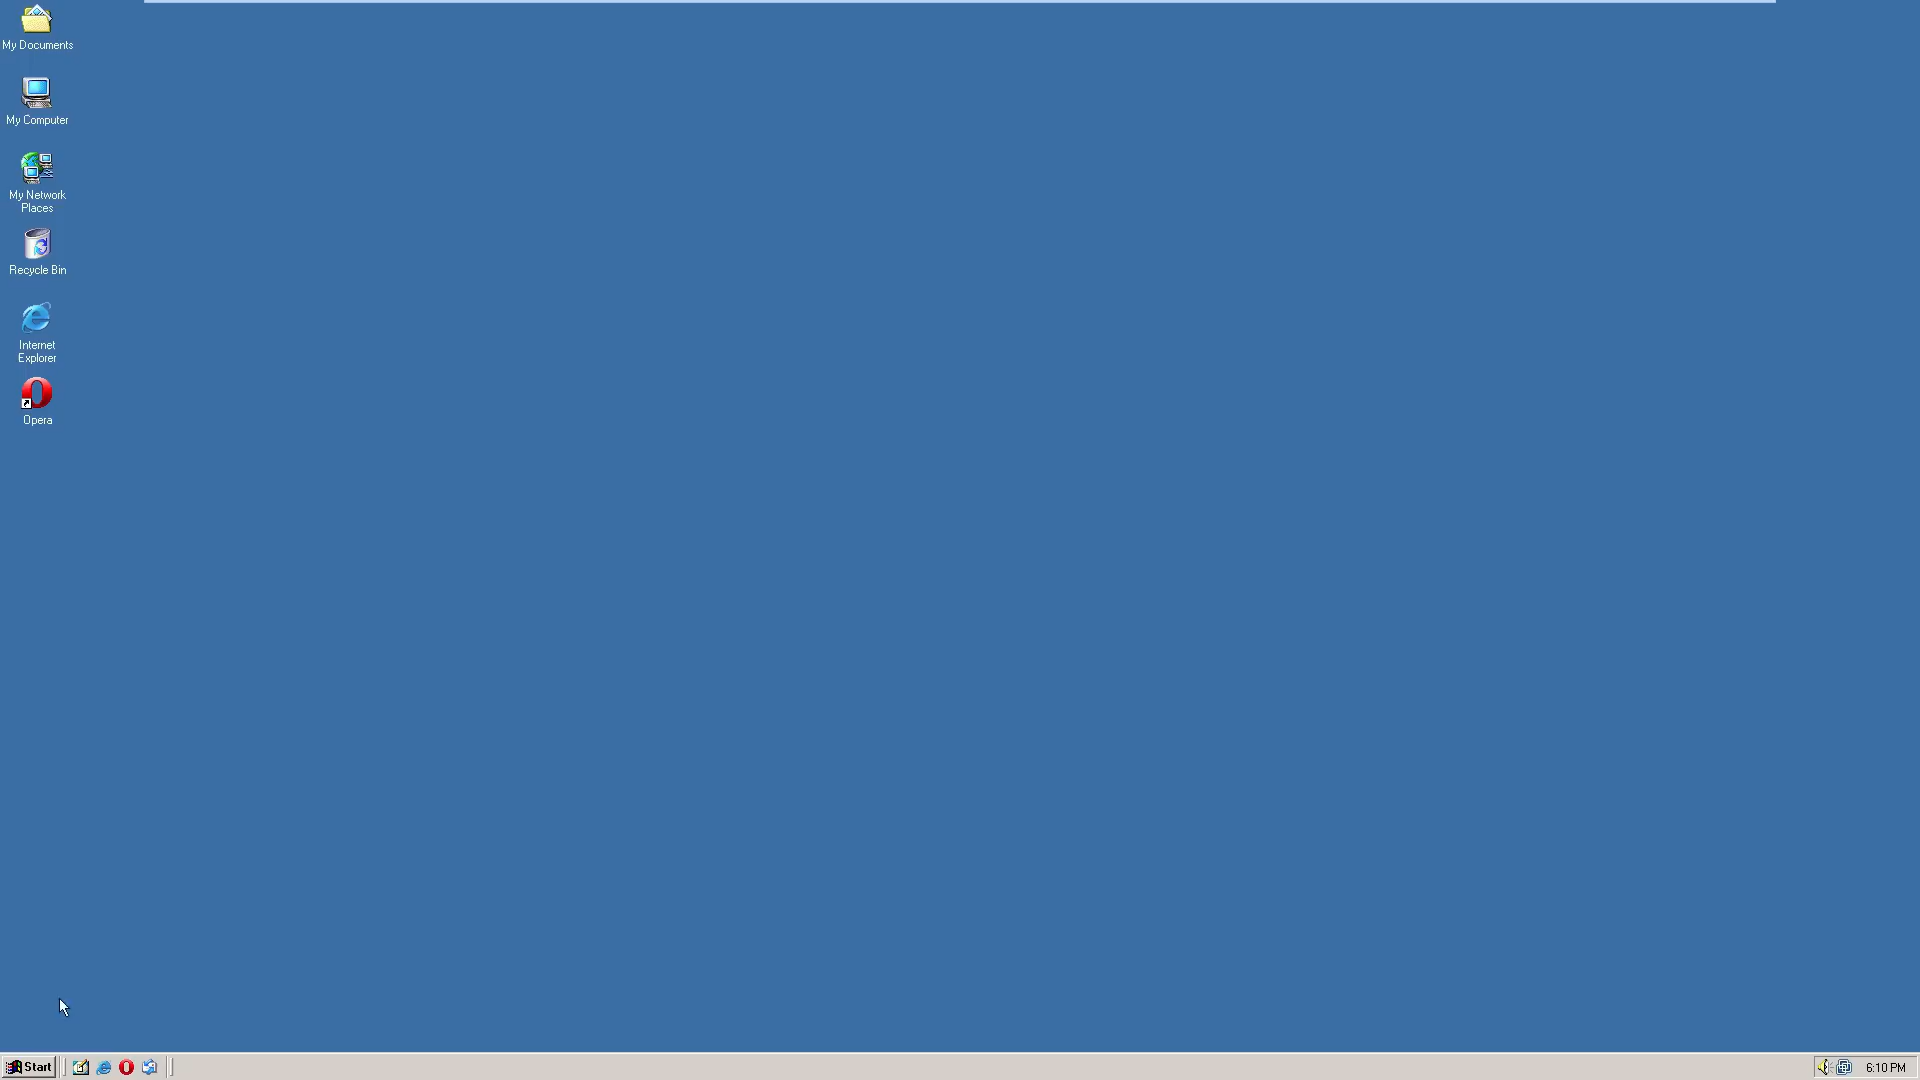 My Documents
My Computer
My Network
Places
Recycle Bin
Internet
Explorer
Opera
Start
6:10 PM